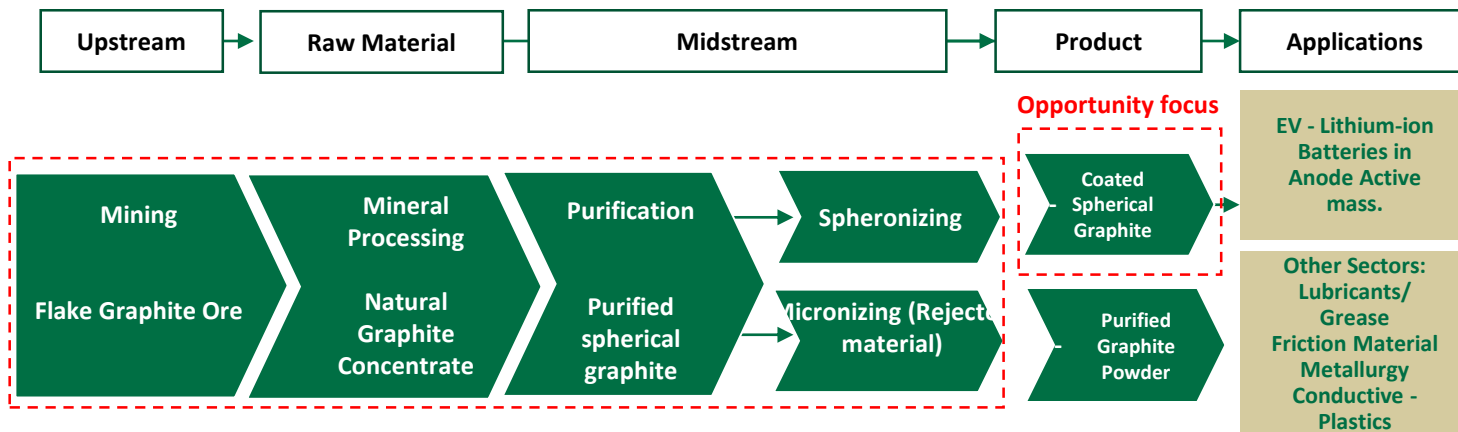 Upstream
Raw Material
Midstream
Product
Applications
Opportunity focus
Mining
Flake Graphite Ore
Mineral
Processing
Natural
Graphite
Concentrate
Purification
Purified
spherical
graphite
Spheronizing
Micronizing (Rejecte
material)
- Coated
Spherical
Graphite
- Purified
Graphite
Powder
EV - Lithium-ion
Batteries in
Anode Active
mass.
Other Sectors:
Lubricants/
Grease
Friction Material
Metallurgy
Conductive -
Plastics